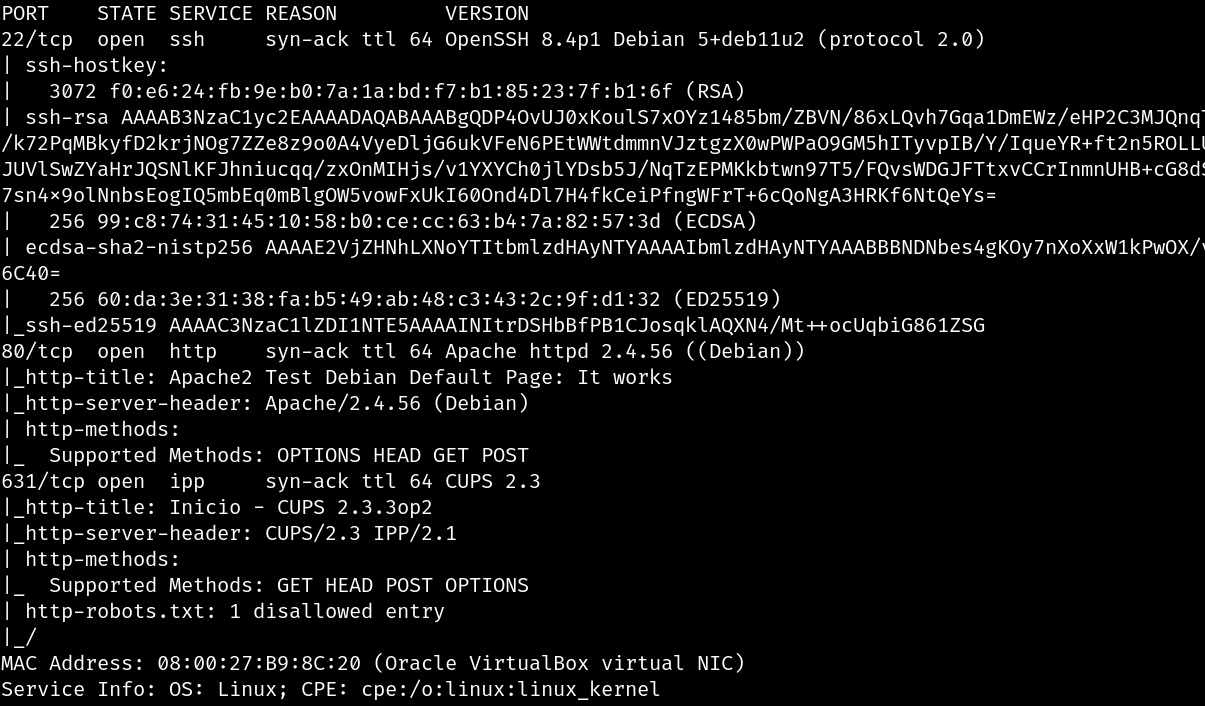 PORT    STATE SERVICE REASON         VERSION
22/tcp  open  ssh     syn-ack ttl 64 OpenSSH 8.4p1 Debian 5+deb11u2 (protocol 2.0)
| ssh-hostkey:
|   3072 f0:e6:24:fb:9e:b0:7a:1a:bd:f7:b1:85:23:7f:b1:6f (RSA)
| ssh-rsa AAAAB3NzaC1yc2EAAAADAQABAAABgQDP4OvUJ0xKoulS7xOYz1485bm/ZBVN/86xLQvh7Gqa1DmEWz/eHP2C3MJQnq
/k72PqMBkyfD2krjNOg7ZZe8z9o0A4VyeDljG6ukVFeN6PEtWWtdmmnVJztgzX0wPWPaO9GM5hITyvpIB/Y/IqueYR+ft2n5ROLL
JUVlSwZYaHrJQSNlKFJhniucqq/zxOnMIHjs/v1YXYCh0jlYDsb5J/NqTzEPMKkbtwn97T5/FQvsWDGJFTtxvCCrInmnUHB+cG8d
7sn4×9olNnbsEogIQ5mbEq0mBlgOW5vowFxUkI60Ond4Dl7H4fkCeiPfngWFrT+6cQoNgA3HRKf6NtQeYs=
|   256 99:c8:74:31:45:10:58:b0:ce:cc:63:b4:7a:82:57:3d (ECDSA)
| ecdsa-sha2-nistp256 AAAAE2VjZHNhLXNoYTItbmlzdHAyNTYAAAAIbmlzdHAyNTYAAABBBNDNbes4gKOy7nXoXxW1kPwOX/
6C40=
|   256 60:da:3e:31:38:fa:b5:49:ab:48:c3:43:2c:9f:d1:32 (ED25519)
|_ssh-ed25519 AAAAC3NzaC1lZDI1NTE5AAAAINItrDSHbBfPB1CJosqklAQXN4/Mt++ocUqbiG861ZSG
80/tcp  open  http    syn-ack ttl 64 Apache httpd 2.4.56 ((Debian))
|_http-title: Apache2 Test Debian Default Page: It works
|_http-server-header: Apache/2.4.56 (Debian)
| http-methods:
|_  Supported Methods: OPTIONS HEAD GET POST
631/tcp open  ipp     syn-ack ttl 64 CUPS 2.3
|_http-title: Inicio - CUPS 2.3.3op2
|_http-server-header: CUPS/2.3 IPP/2.1
| http-methods:
|_  Supported Methods: GET HEAD POST OPTIONS
| http-robots.txt: 1 disallowed entry
|_/
MAC Address: 08:00:27:B9:8C:20 (Oracle VirtualBox virtual NIC)
Service Info: OS: Linux; CPE: cpe:/o:linux:linux_kernel